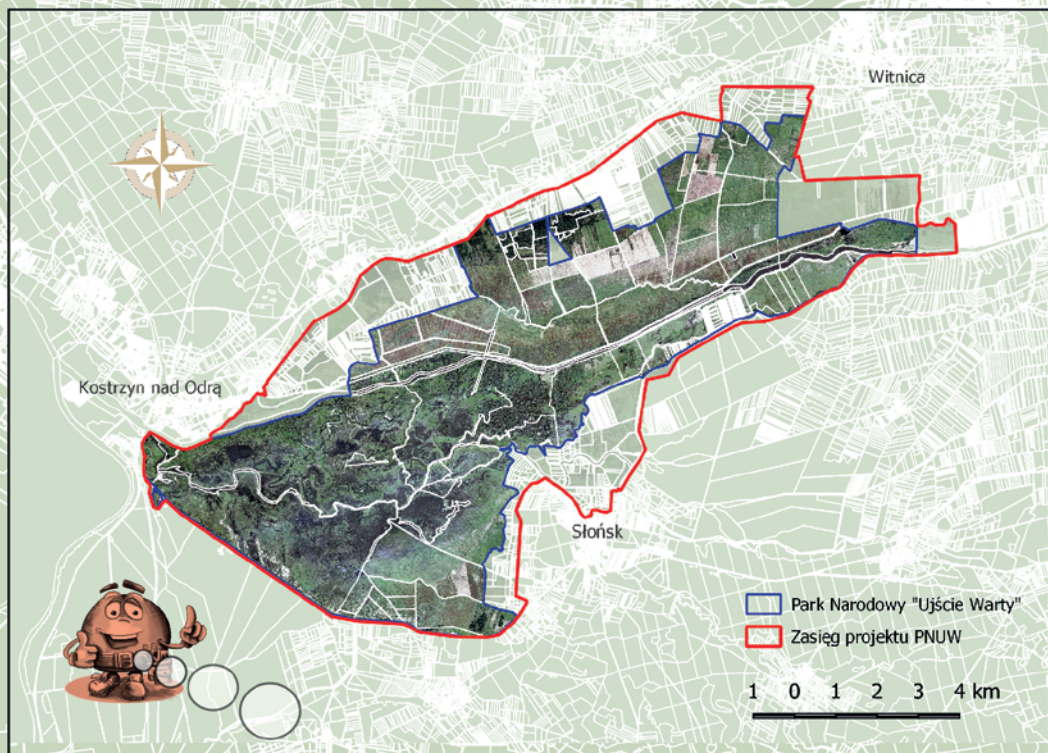 Witnica
Kostrzyn nad Odrą
Słońsk
Park Narodowy "Ujście Warty"
Zasięg projektu PNUW
1 0 1 2 3 4 km